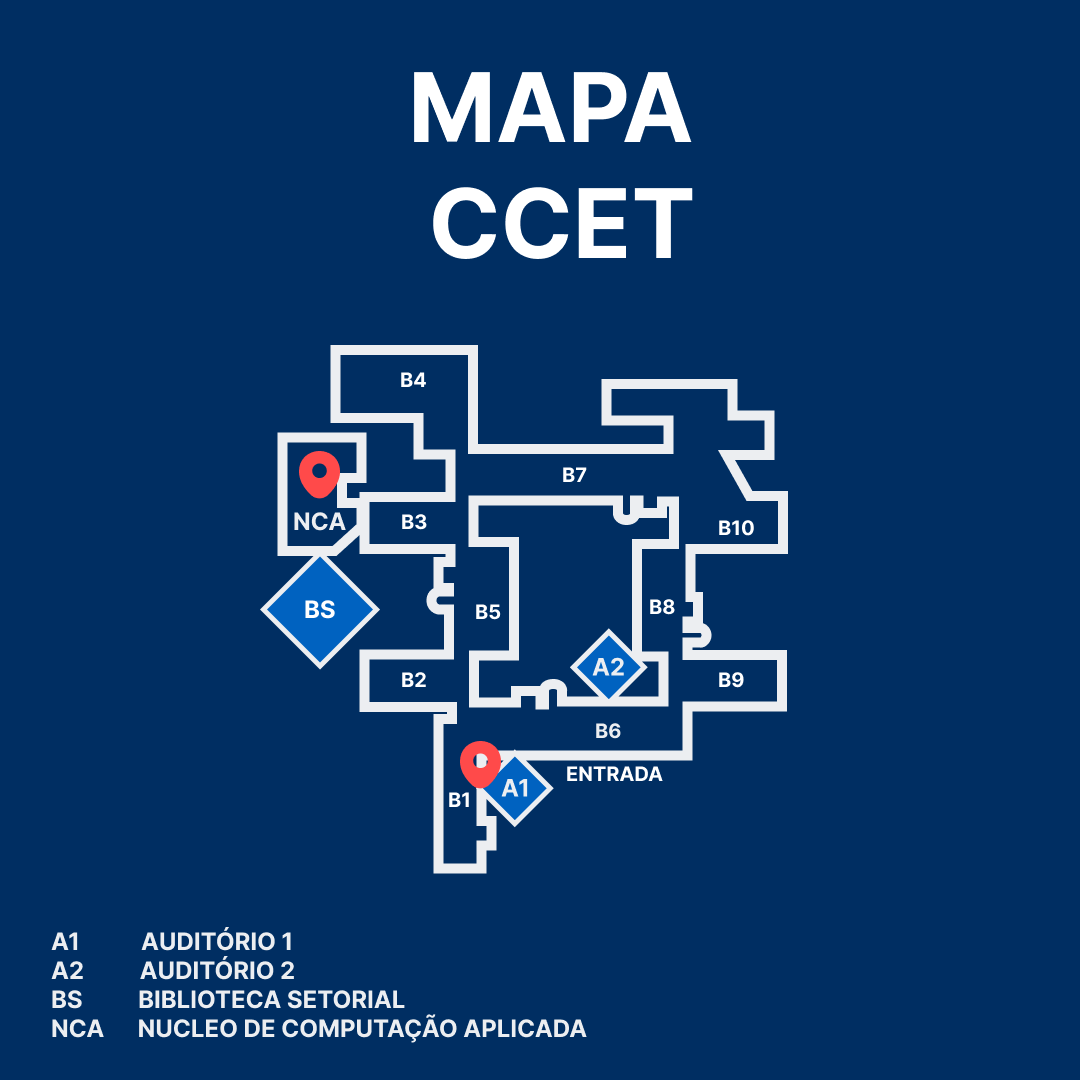 MAPA
CCET
B4
B7
NCA
B3
B10
BS
B5
B8
A2
B2
B9
B6
ENTRADA
A1
B1
A1 AUDITÓRIO 1
A2 AUDITÓRIO 2
BS BIBLIOTECA SETORIAL
NCA NUCLEO DE COMPUTAÇÃO APLICADA